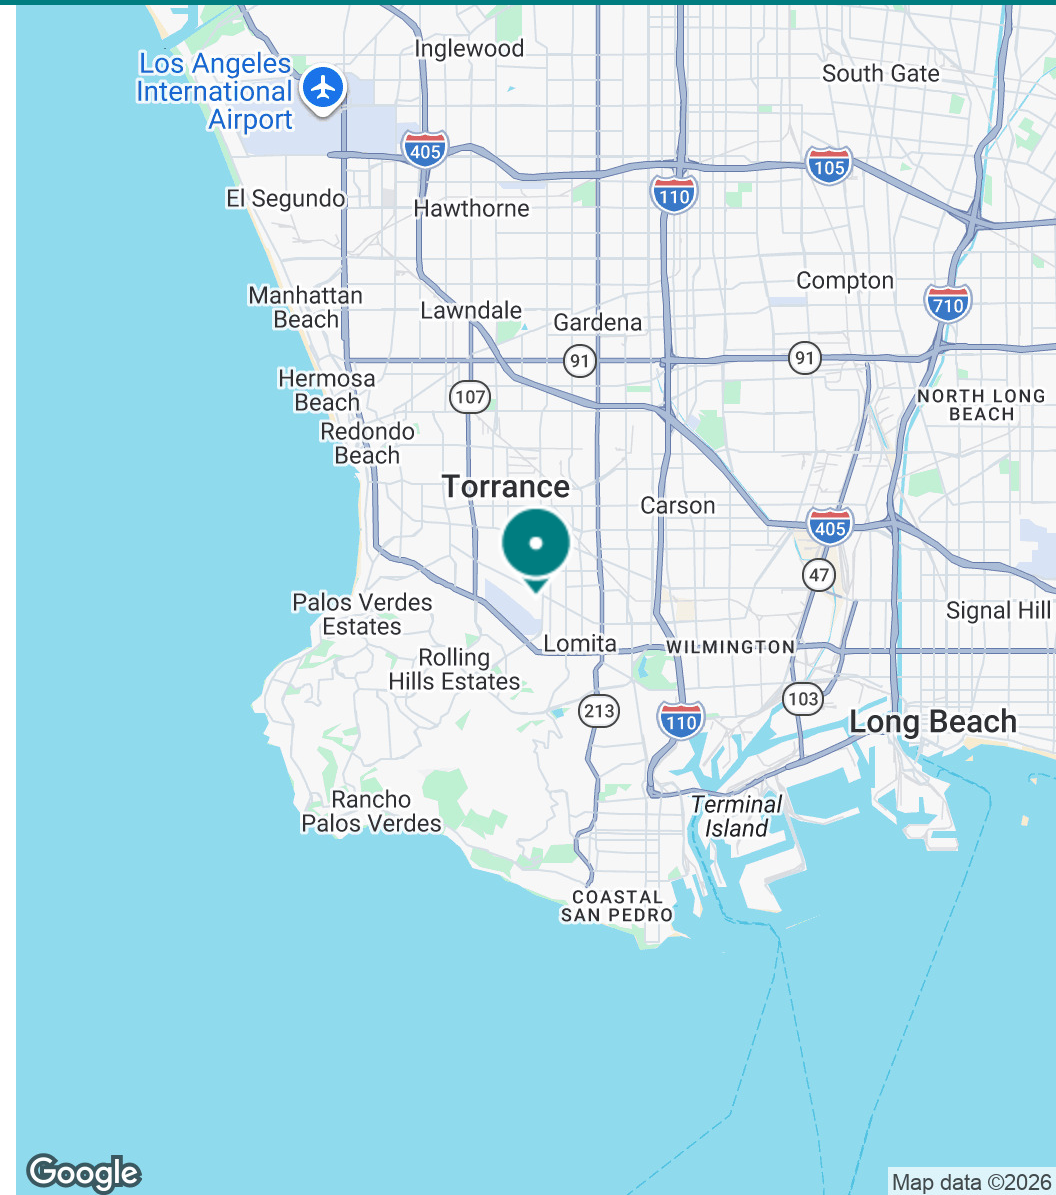 Inglewood
Los Angeles
International
Airport
South Gate
405
105
110
El Segundo
Hawthorne
Compton
Manhattan
Beach
710
Lawndale
Gardena
91
91
Hermosa
Beach
107
NORTH LONG
BEACH
Redondo
Beach
Torrance
Carson
405
47
Palos Verdes
Estates
Signal Hill
Lomita
WILMINGTON
Rolling
Hills Estates
103
213
110
Long Beach
Rancho
Palos Verdes
Terminal
Island
COASTAL
SAN PEDRO
Google
Map data ©2026